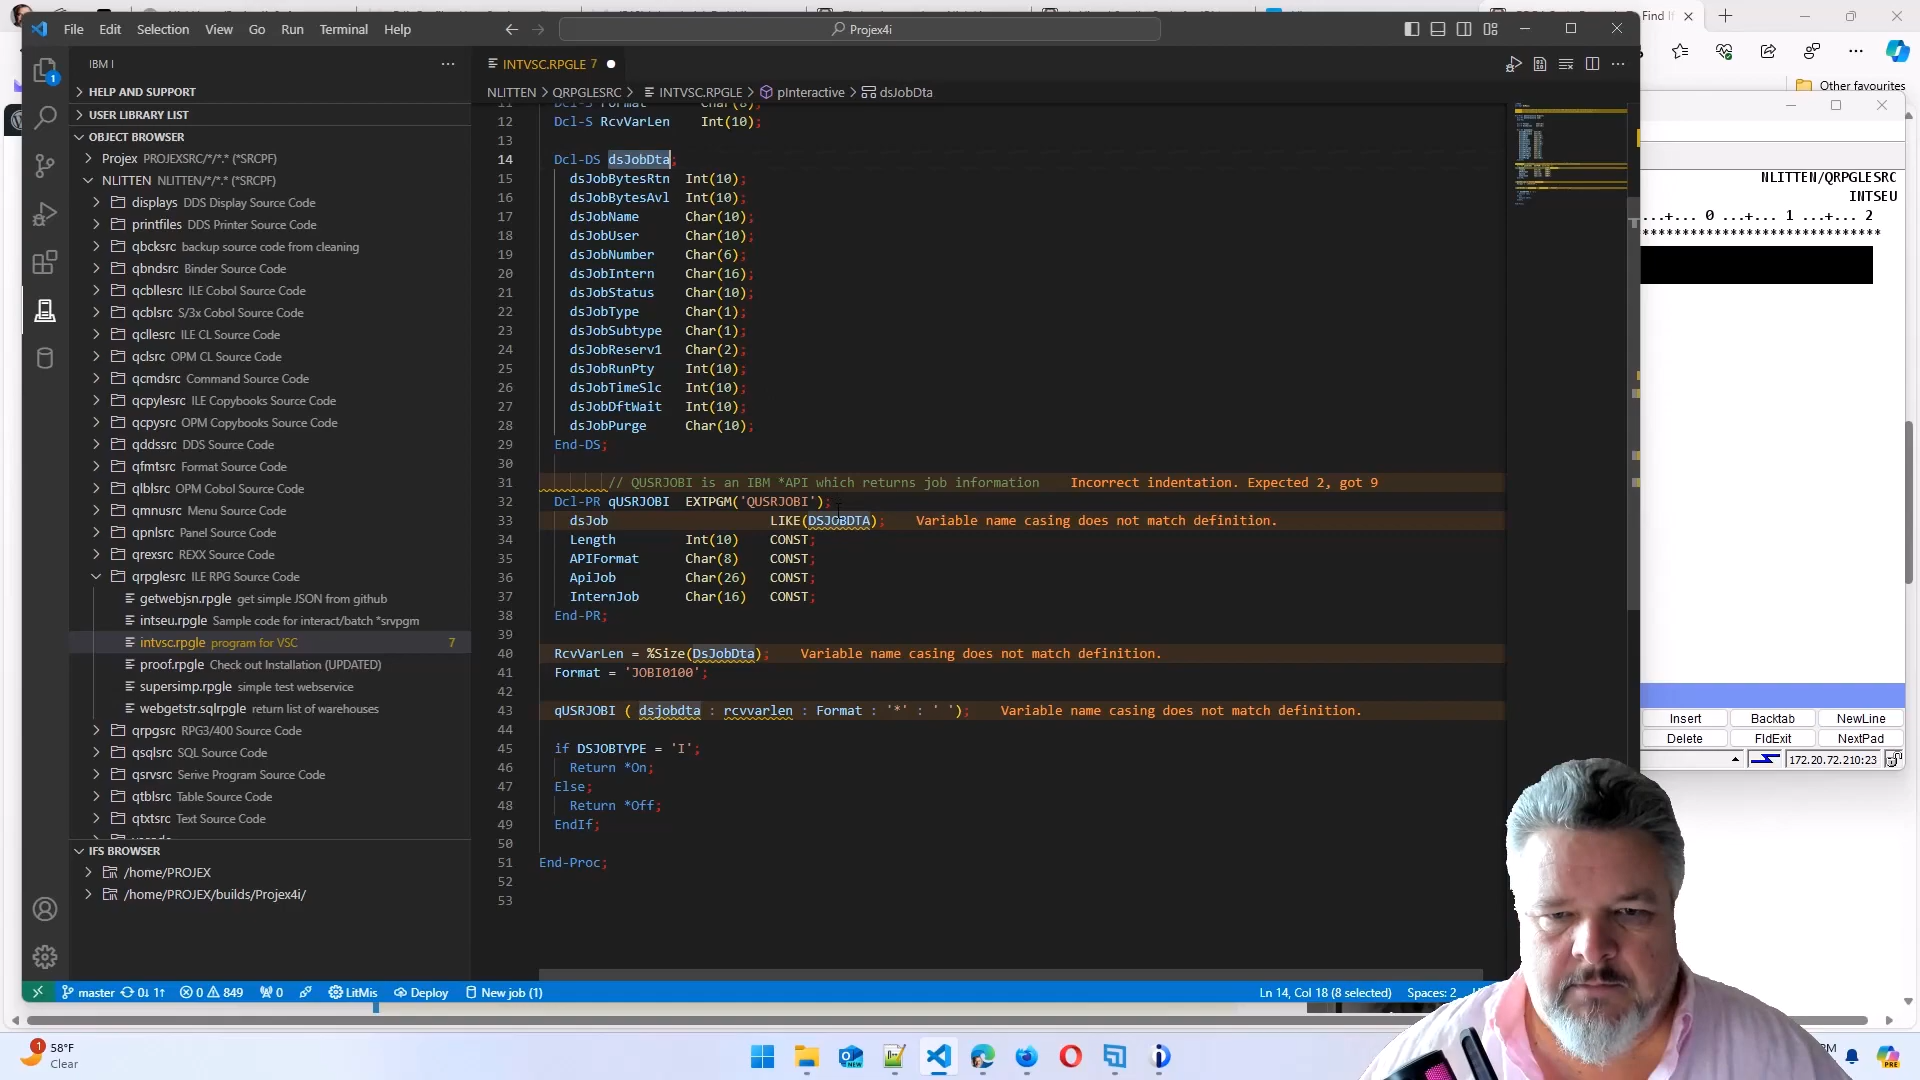 Find If
Other favourites
File Edit Selection View Go Run Terminal Help
Projex4i
IBM I
HELP AND SUPPORT
USER LIBRARY LIST
OBJECT BROWSER
Projex PROJEXSRC/*/*.* (*SRCPF)
NLITTEN NLITTEN/*/*.* (*SRCPF)
displays DDS Display Source Code
printfiles DDS Printer Source Code
qbcksrc backup source code from cleaning
qbndsrc Binder Source Code
qcbllesrc ILE Cobol Source Code
qcblsrc S/3x Cobol Source Code
qcllesrc ILE CL Source Code
qclsrc OPM CL Source Code
qcmdsrc Command Source Code
qcpylesrc ILE Copybooks Source Code
qcpysrc OPM Copybooks Source Code
qddssrc DDS Source Code
qfmtsrc Format Source Code
qlblsrc OPM Cobol Source Code
qmnusrc Menu Source Code
qpnlsrc Panel Source Code
qrexsrc REXX Source Code
qrpglesrc ILE RPG Source Code
getwebjsn.rpgle get simple JSON from github
intseu.rpgle Sample code for interact/batch *srvpgm
intvsc.rpgle program for VSC 7
proof.rpgle Check out Installation (UPDATED)
supersimp.rpgle simple test webservice
webgetstr.sqlrpgle return list of warehouses
qrpgsrc RPG3/400 Source Code
qsqlsrc SQL Source Code
qsrvsrc Serive Program Source Code
qtblsrc Table Source Code
qtxtsrc Text Source Code
IFS BROWSER
/home/PROJEX
/home/PROJEX/builds/Projex4i/
INTVSC.RPGLE 7
NLITTEN > QRPGLESRC > INTVSC.RPGLE > pInteractive > dsJobDta
11 Dcl-S Format Char(8);
12 Dcl-S RcvVarLen Int(10);
13
14 Dcl-DS dsJobDta;
15 dsJobBytesRtn Int(10);
16 dsJobBytesAvl Int(10);
17 dsJobName Char(10);
18 dsJobUser Char(10);
19 dsJobNumber Char(6);
20 dsJobIntern Char(16);
21 dsJobStatus Char(10);
22 dsJobType Char(1);
23 dsJobSubtype Char(1);
24 dsJobReserv1 Char(2);
25 dsJobRunPty Int(10);
26 dsJobTimeSlc Int(10);
27 dsJobDftWait Int(10);
28 dsJobPurge Char(10);
29 End-DS;
30
31 // QUSRJOBI is an IBM *API which returns job information Incorrect indentation. Expected 2, got 9
32 Dcl-PR qUSRJOBI EXTPGM('QUSRJOBI');
33 dsJob LIKE(DSJOBDTA); Variable name casing does not match definition.
34 Length Int(10) CONST;
35 APIFormat Char(8) CONST;
36 ApiJob Char(26) CONST;
37 InternJob Char(16) CONST;
38 End-PR;
39
40 RcvVarLen = %Size(DsJobDta); Variable name casing does not match definition.
41 Format = 'JOBI0100';
42
43 qUSRJOBI ( dsjobdta : rcvvarlen : Format : '*' : ' '); Variable name casing does not match definition.
44
45 if DSJOBTYPE = 'I';
46 Return *On;
47 Else;
48 Return *Off;
49 EndIf;
50
51 End-Proc;
52
53
NLITTEN/QRPGLESRC
INTSEU
...+... 0 ...+... 1 ...+... 2
******************************
Insert Backtab NewLine
Delete FldExit NextPad
172.20.72.210:23
master 0↓ 1↑ 0 849 0 LitMis Deploy New job (1)
Ln 14, Col 18 (8 selected) Spaces: 2
1
58°F
Clear
PRE